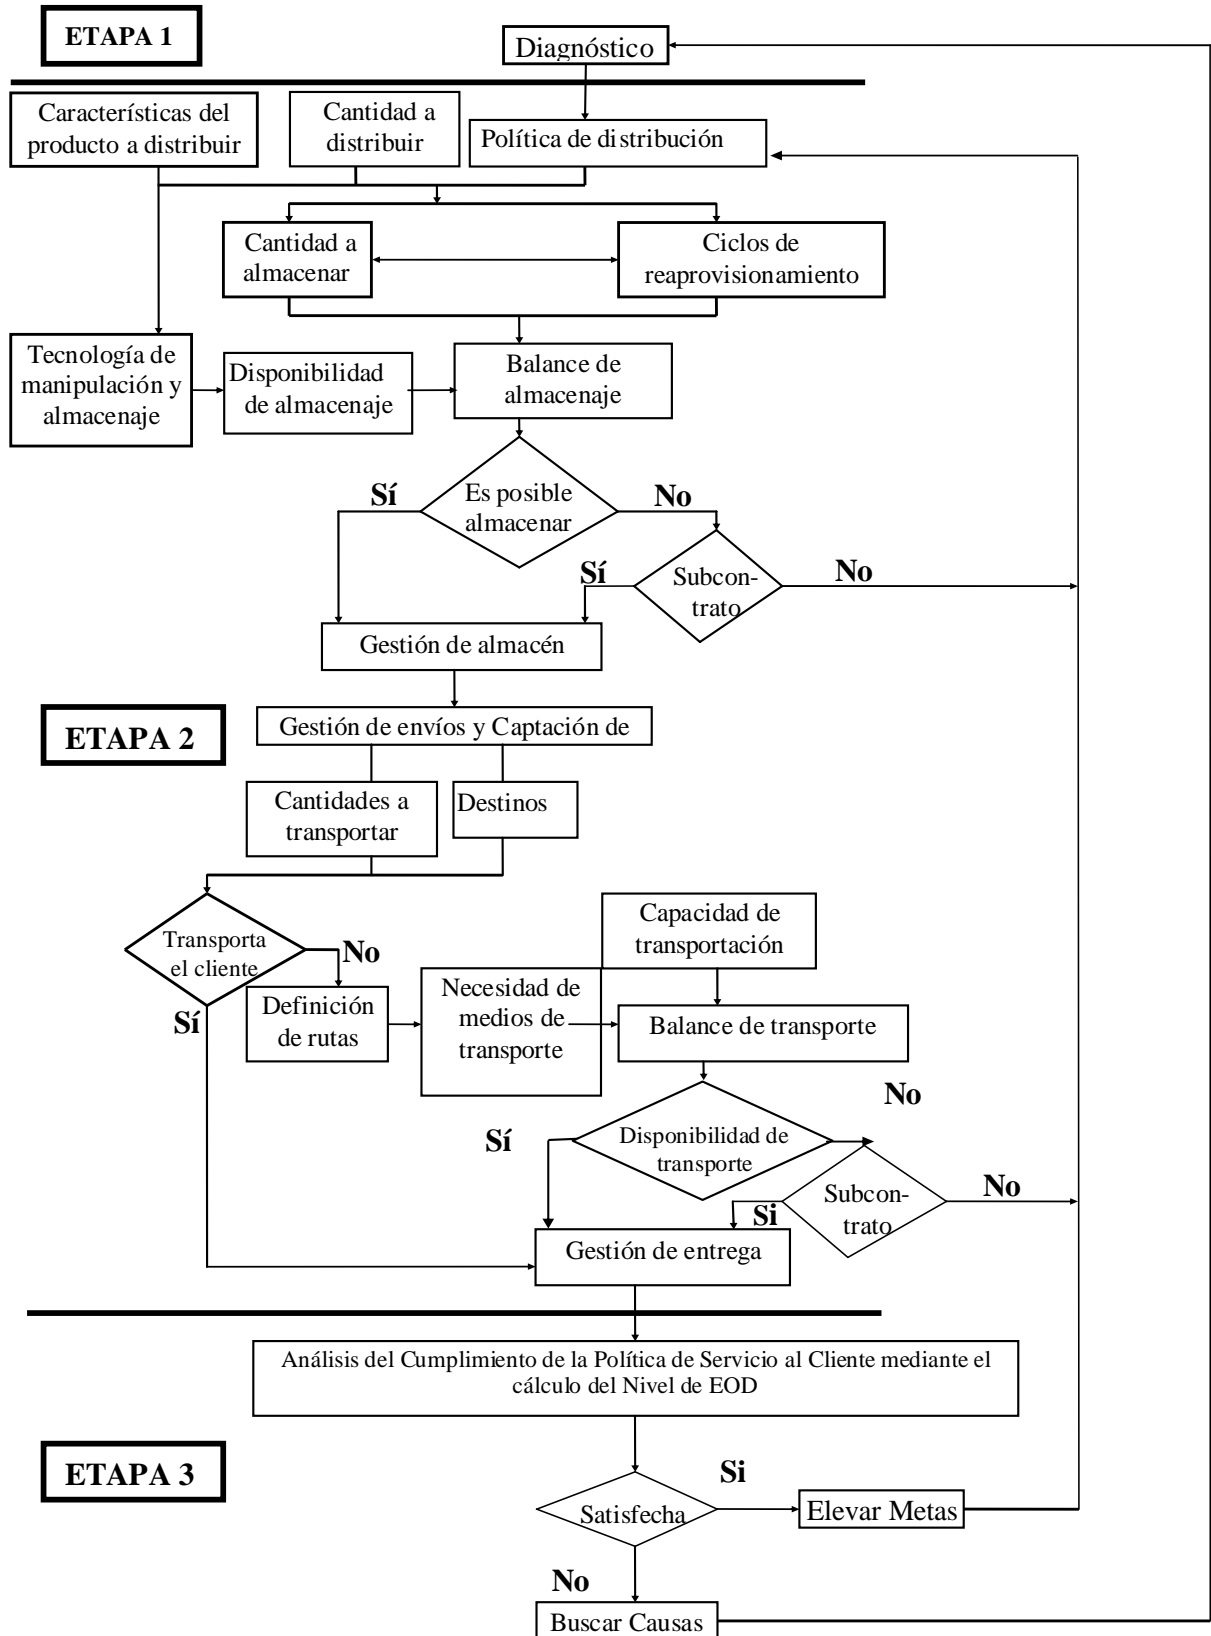 ETAPA 1
Diagnóstico
Características del
producto a distribuir
Cantidad a
distribuir
Política de distribución
Cantidad a
almacenar
Ciclos de
reaprovisionamiento
Tecnología de
manipulación y
almacenaje
Disponibilidad
de almacenaje
Balance de
almacenaje
Sí
Es posible
almacenar
No
Sí
Subcon-
trato
No
Gestión de almacén
ETAPA 2
Gestión de envíos y Captación de
Cantidades a
transportar
Destinos
Transporta
el cliente
No
Sí
Definición
de rutas
Necesidad de
medios de
transporte
Capacidad de
transportación
Balance de transporte
No
Sí
Disponibilidad de
transporte
Si
Subcon-
trato
No
Gestión de entrega
Análisis del Cumplimiento de la Política de Servicio al Cliente mediante el
cálculo del Nivel de EOD
ETAPA 3
Si
Satisfecha
Elevar Metas
No
Buscar Causas